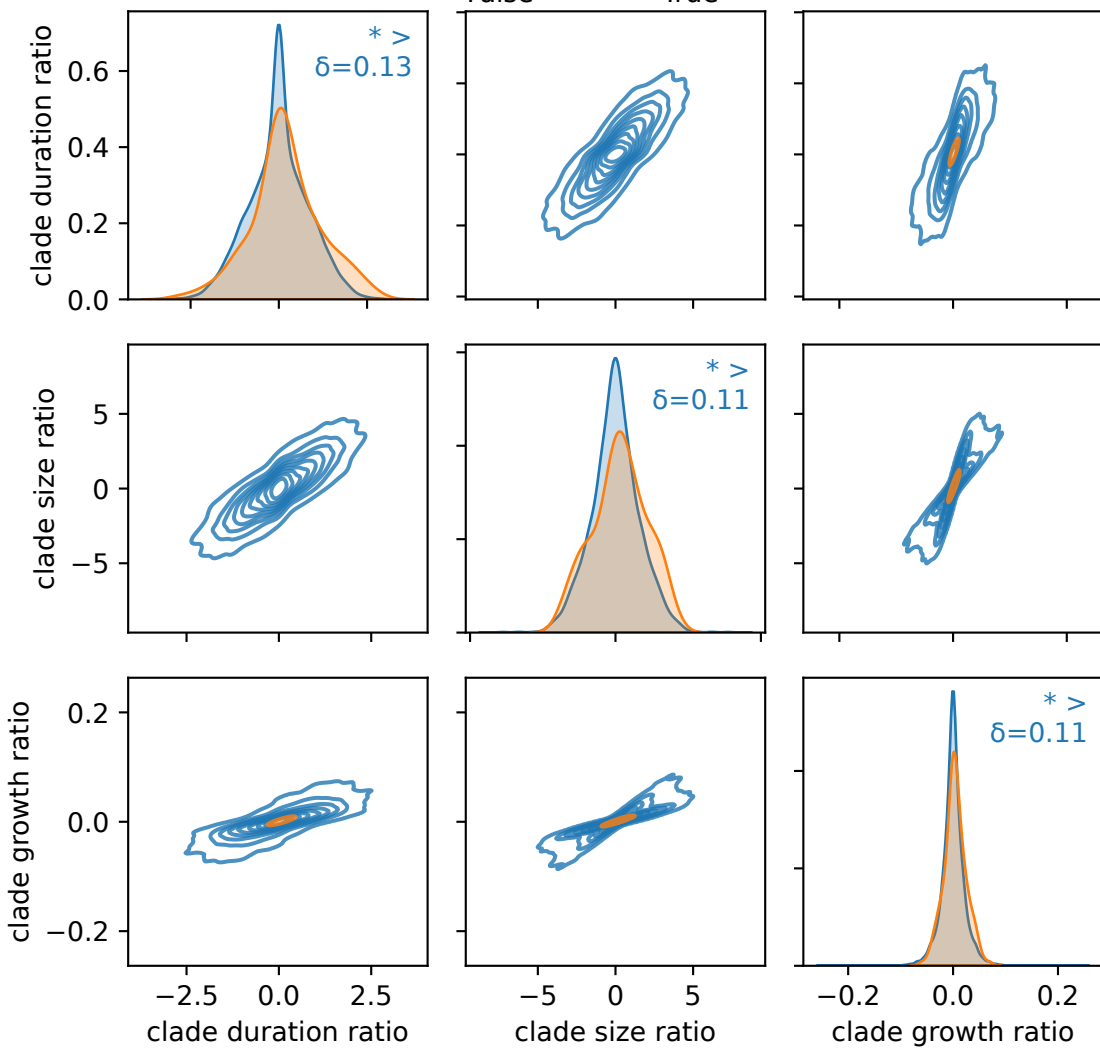 False True
clade duration ratio
0.6
0.4
0.2
0.0
* >
δ=0.13
clade size ratio
5
0
−5
* >
δ=0.11
clade growth ratio
0.2
0.0
−0.2
* >
δ=0.11
−2.5 0.0 2.5
−5 0 5
−0.2 0.0 0.2
clade duration ratio
clade size ratio
clade growth ratio